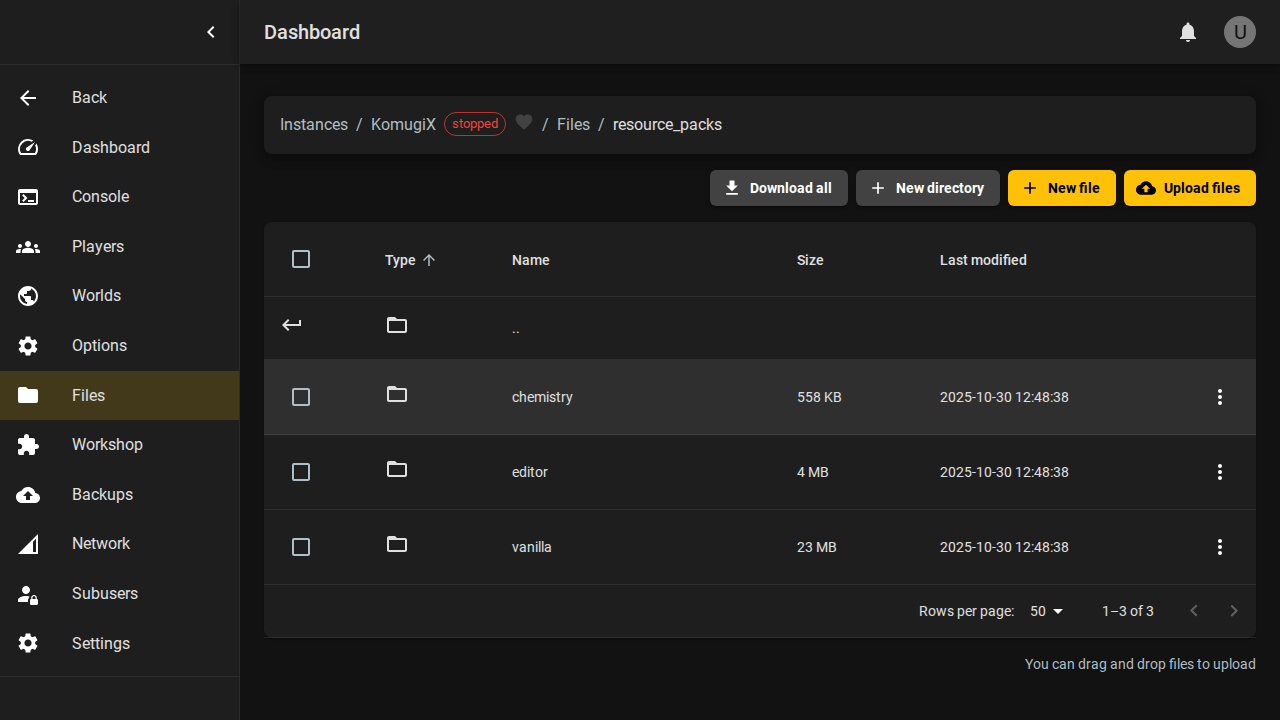 Dashboard
U
Back
Dashboard
Console
Players
Worlds
Options
Files
Workshop
Backups
Network
Subusers
Settings
Instances / KomugiX stopped / Files / resource_packs
Download all
New directory
New file
Upload files
Type Name Size Last modified
..
chemistry 558 KB 2025-10-30 12:48:38
editor 4 MB 2025-10-30 12:48:38
vanilla 23 MB 2025-10-30 12:48:38
Rows per page: 50 1–3 of 3
You can drag and drop files to upload